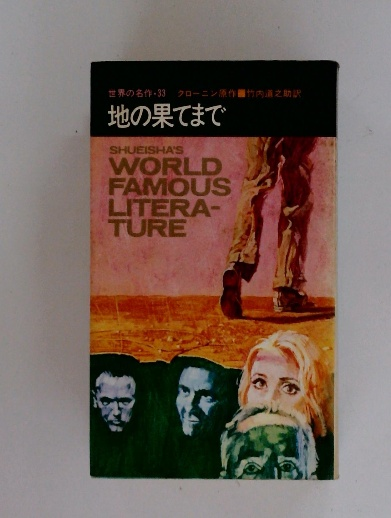 世界の名作・33 クローニン原作■竹内道之助訳
地の果てまで
SHUEISHA'S
WORLD
FAMOUS
LITERA-
TURE